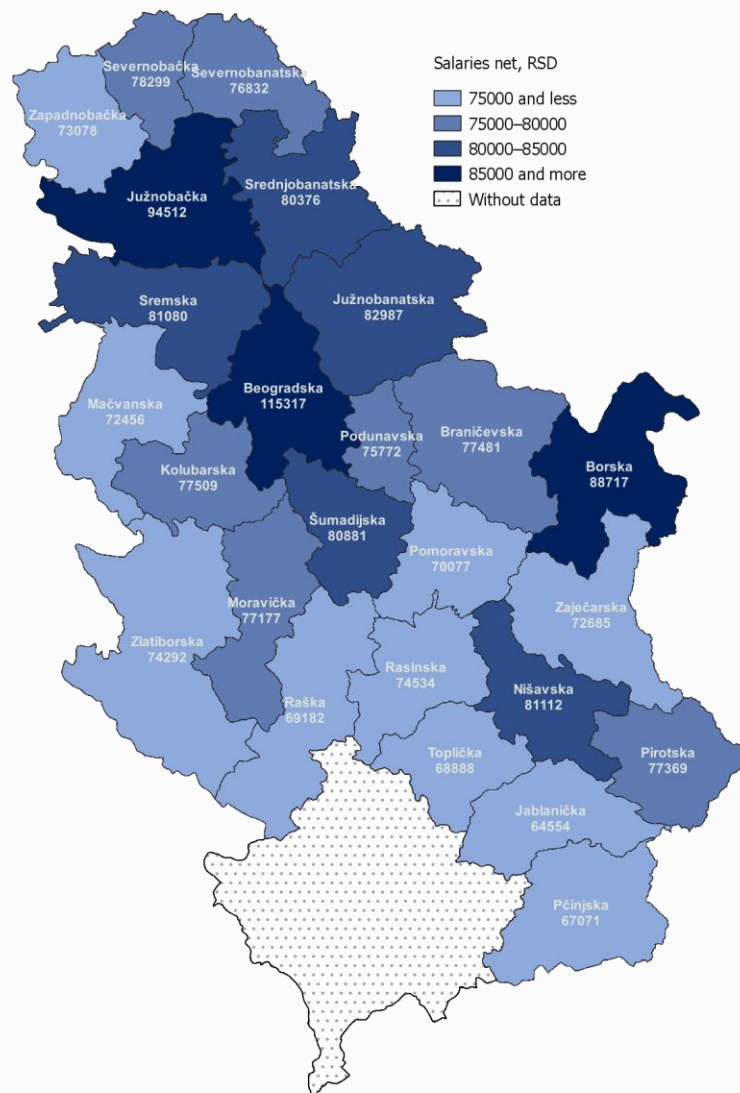 Salaries net, RSD
75000 and less
75000–80000
80000–85000
85000 and more
Without data
Severnobačka
78299
Severnobanatska
76832
Zapadnobačka
73078
Južnobačka
94512
Srednjobanatska
80376
Sremska
81080
Južnobanatska
82987
Mačvanska
72456
Beogradska
115317
Podunavska
75772
Braničevska
77481
Borska
88717
Kolubarska
77509
Šumadijska
80881
Pomoravska
70077
Zaječarska
72685
Moravička
77177
Zlatiborska
74292
Raška
69182
Rasinska
74534
Nišavska
81112
Toplička
68888
Pirotska
77369
Jablanička
64554
Pčinjska
67071